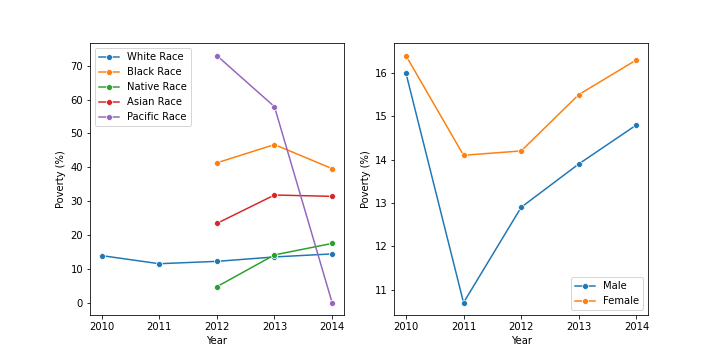 70
60
50
40
30
20
10
0
Poverty (%)
White Race
Black Race
Native Race
Asian Race
Pacific Race
2010 2011 2012 2013 2014
Year
16
15
14
13
12
11
Poverty (%)
Male
Female
2010 2011 2012 2013 2014
Year